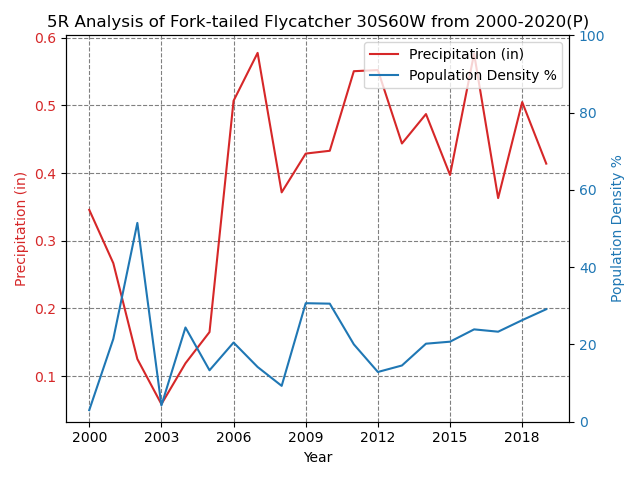 5R Analysis of Fork-tailed Flycatcher 30S60W from 2000-2020(P)
Precipitation (in)
Population Density %
0.6
0.5
0.4
0.3
0.2
0.1
Precipitation (in)
100
80
60
40
20
0
Population Density %
2000 2003 2006 2009 2012 2015 2018
Year